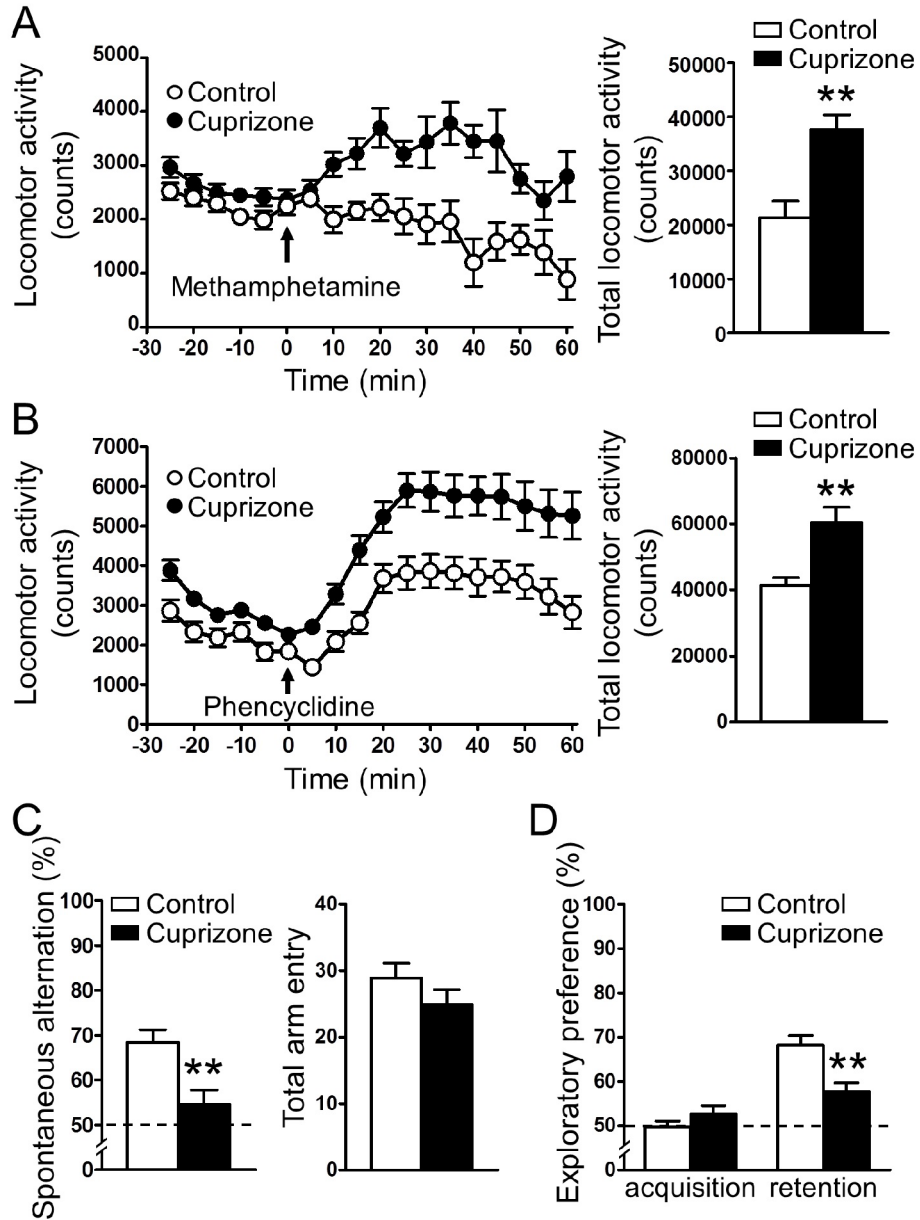 A
Locomotor activity
(counts)
5000
4000
3000
2000
1000
0
Control
Cuprizone
Methamphetamine
-30 -20 -10 0 10 20 30 40 50 60
Time (min)
Control
Cuprizone
Total locomotor activity
(counts)
50000
40000
30000
20000
10000
0
**
B
Locomotor activity
(counts)
7000
6000
5000
4000
3000
2000
1000
0
Control
Cuprizone
Phencyclidine
-30 -20 -10 0 10 20 30 40 50 60
Time (min)
Control
Cuprizone
Total locomotor activity
(counts)
80000
60000
40000
20000
0
**
C
Spontaneous alternation (%)
100
90
80
70
60
50
0
Control
Cuprizone
**
Total arm entry
40
30
20
10
0
D
Exploratory preference (%)
100
90
80
70
60
50
0
Control
Cuprizone
**
acquisition retention